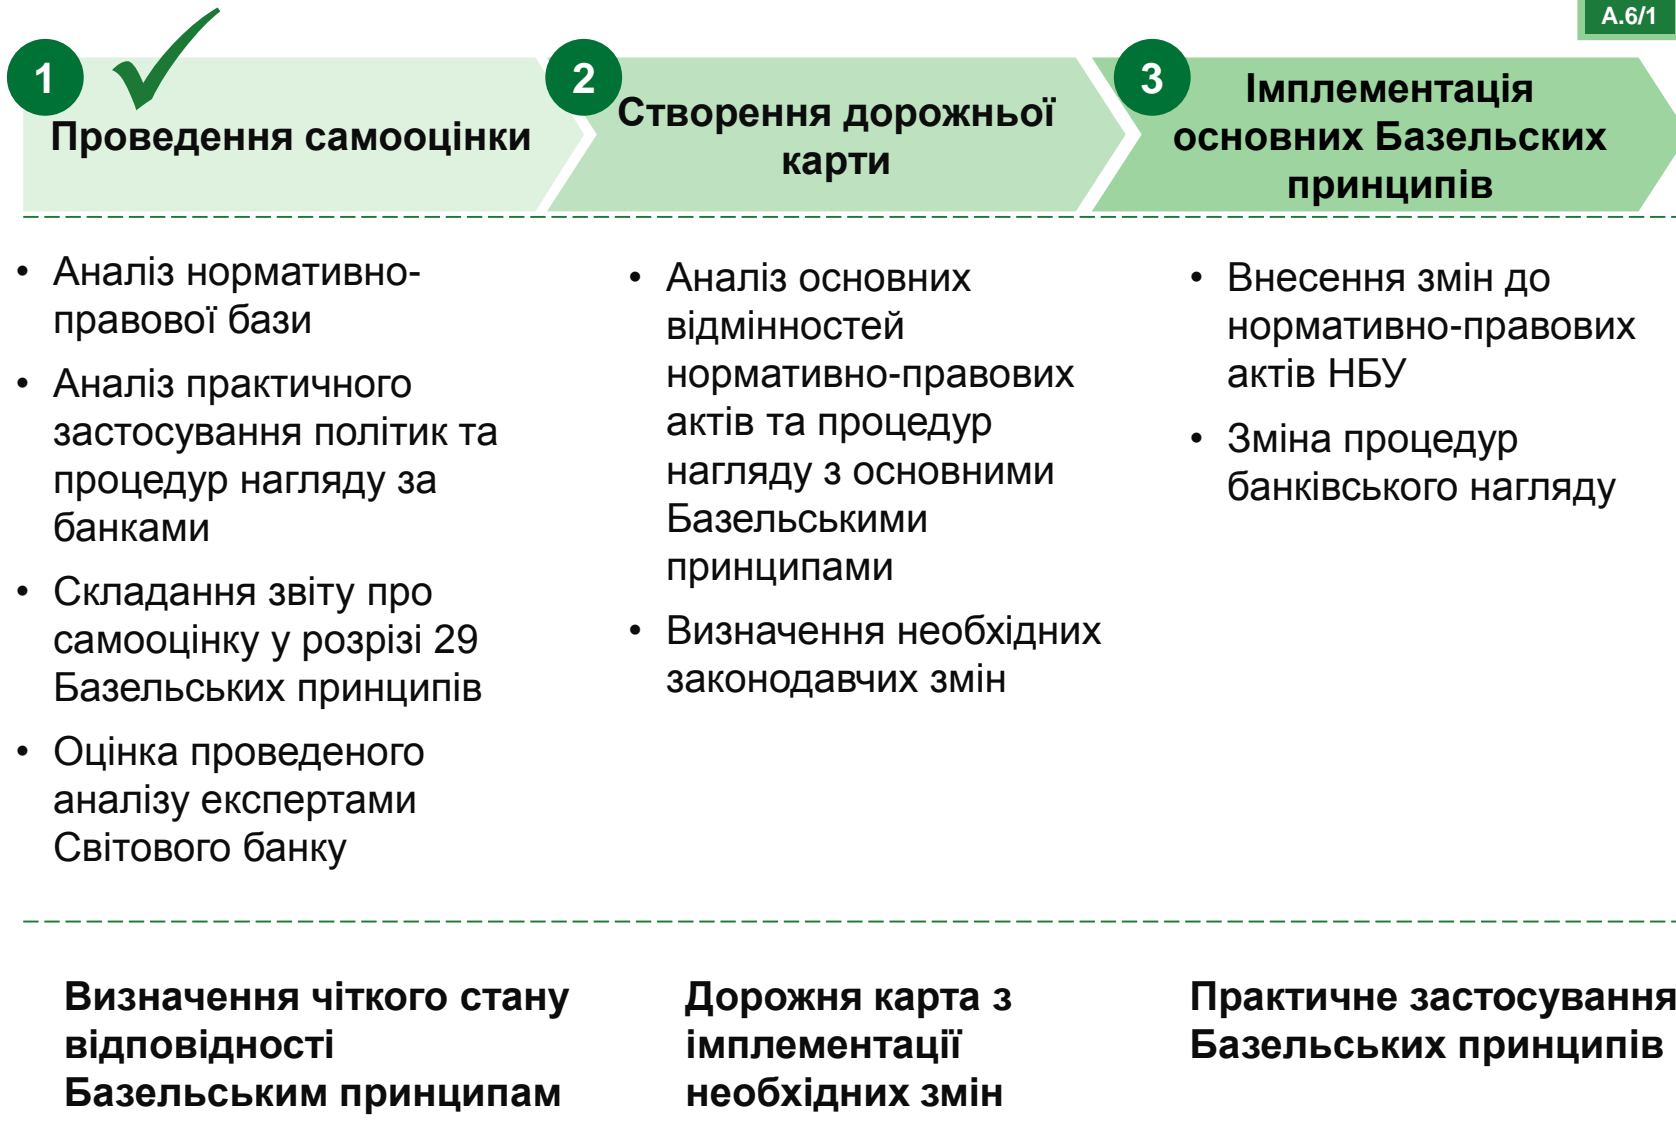 А.6/1
1
Проведення самооцінки
2
Створення дорожньої
карти
3
Імплементація
основних Базельских
принципів
• Аналіз нормативно-
правової бази
• Аналіз практичного
застосування політик та
процедур нагляду за
банками
• Складання звіту про
самооцінку у розрізі 29
Базельських принципів
• Оцінка проведеного
аналізу експертами
Світового банку
• Аналіз основних
відмінностей
нормативно-правових
актів та процедур
нагляду з основними
Базельськими
принципами
• Визначення необхідних
законодавчих змін
• Внесення змін до
нормативно-правових
актів НБУ
• Зміна процедур
банківського нагляду
Визначення чіткого стану
відповідності
Базельським принципам
Дорожня карта з
імплементації
необхідних змін
Практичне застосування
Базельських принципів